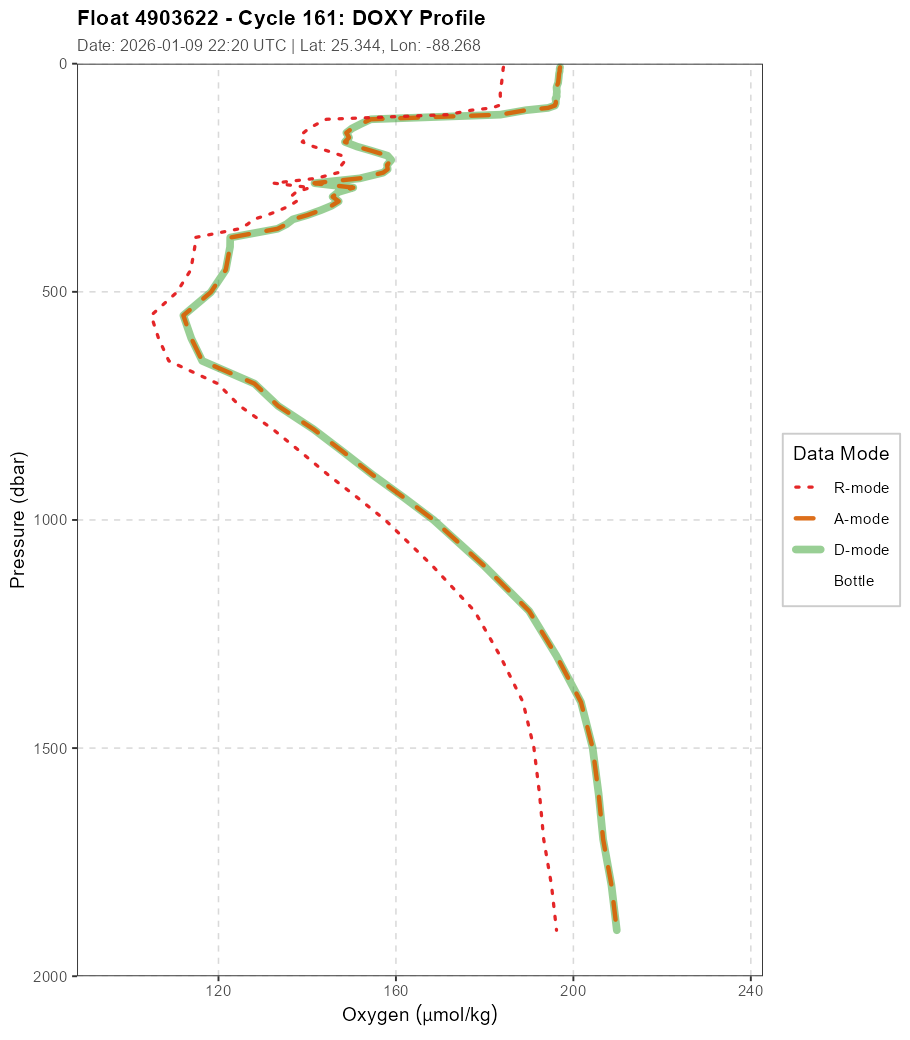 Float 4903622 - Cycle 161: DOXY Profile
Date: 2026-01-09 22:20 UTC | Lat: 25.344, Lon: -88.268
0
500
1000
1500
2000
Pressure (dbar)
120
160
200
240
Oxygen (μmol/kg)
Data Mode
R-mode
A-mode
D-mode
Bottle